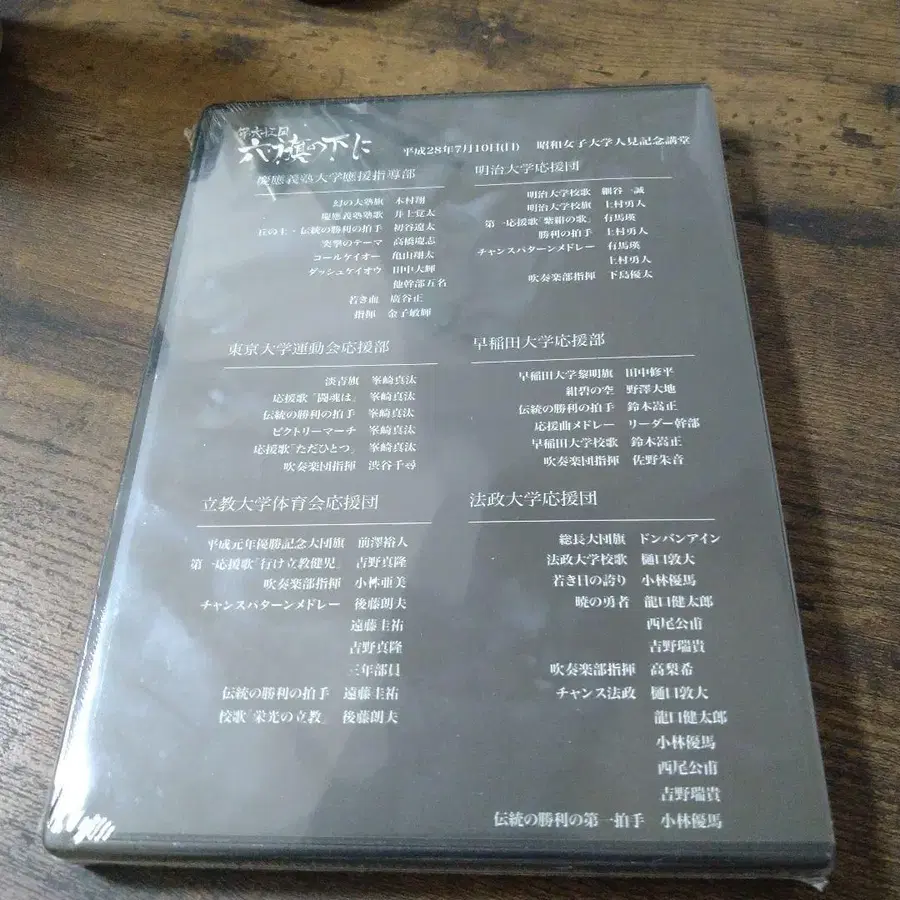 第六拾回
六旗の下に
平成28年7月10日(日) 昭和女子大学人見記念講堂
慶應義塾大学應援指導部
幻の大塾旗 木村翔
慶應義塾塾歌 井上寛太
丘の上・伝統の勝利の拍手 初谷遼太
突撃のテーマ 高橋慶志
コールケイオー 亀山翔太
ダッシュケイオウ 田中大輝
他幹部五名
若き血 廣谷正
指揮 金子敏輝
明治大学応援団
明治大学校歌 細谷一誠
明治大学校旗 上村勇人
第一応援歌「紫紺の歌」 有馬瑛
勝利の拍手 上村勇人
チャンスパターンメドレー 有馬瑛
上村勇人
吹奏楽部指揮 下島優太
東京大学運動会応援部
淡青旗 峯崎真汰
応援歌「闘魂は」 峯崎真汰
伝統の勝利の拍手 峯崎真汰
ビクトリーマーチ 峯崎真汰
応援歌「ただひとつ」 峯崎真汰
吹奏楽団指揮 渋谷千尋
早稲田大学応援部
早稲田大学黎明旗 田中修平
紺碧の空 野澤大地
伝統の勝利の拍手 鈴木嵩正
応援曲メドレー リーダー幹部
早稲田大学校歌 鈴木嵩正
吹奏楽団指揮 佐野朱音
立教大学体育会応援団
平成元年優勝記念大団旗 前澤裕人
第一応援歌「行け立教健児」 吉野真隆
吹奏楽部指揮 小林亜美
チャンスパターンメドレー 後藤朗夫
遠藤圭祐
吉野真隆
三年部員
伝統の勝利の拍手 遠藤圭祐
校歌「栄光の立教」 後藤朗夫
法政大学応援団
総長大団旗 ドンバンアイン
法政大学校歌 樋口敦大
若き日の誇り 小林優馬
暁の勇者 龍口健太郎
西尾公甫
吉野瑞貴
吹奏楽部指揮 高梨希
チャンス法政 樋口敦大
龍口健太郎
小林優馬
西尾公甫
吉野瑞貴
伝統の勝利の第一拍手 小林優馬